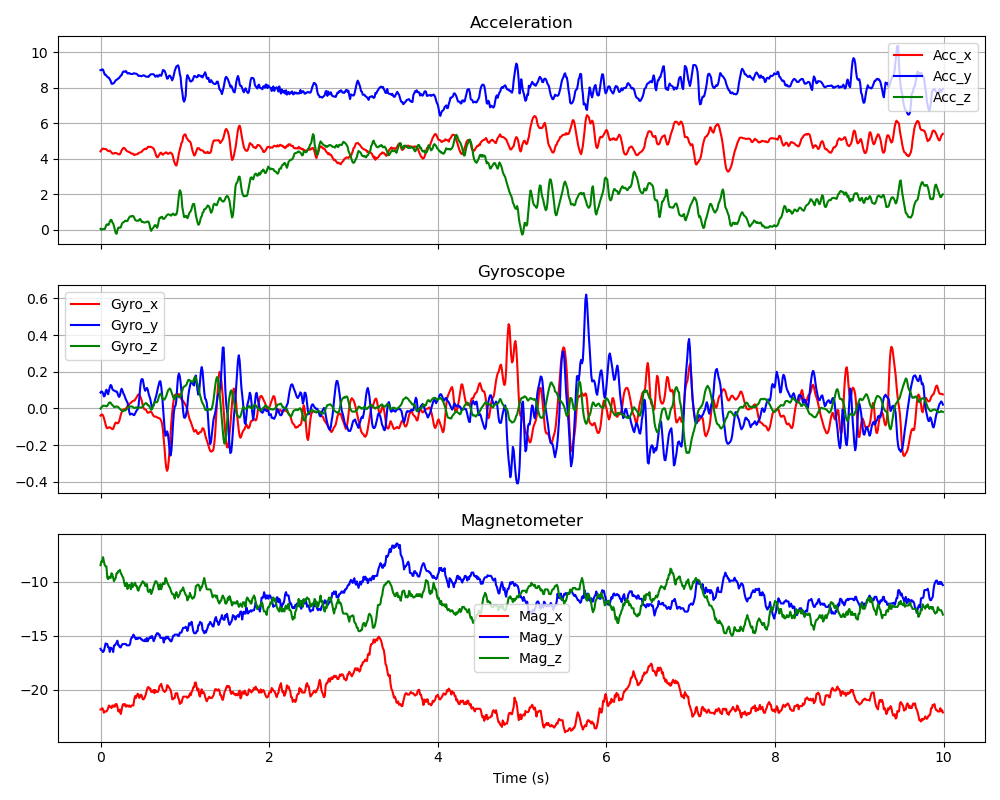 Acceleration
10
8
6
4
2
0
Acc_x
Acc_y
Acc_z
Gyroscope
0.6
0.4
0.2
0.0
−0.2
−0.4
Gyro_x
Gyro_y
Gyro_z
Magnetometer
−10
−15
−20
Mag_x
Mag_y
Mag_z
0 2 4 6 8 10
Time (s)